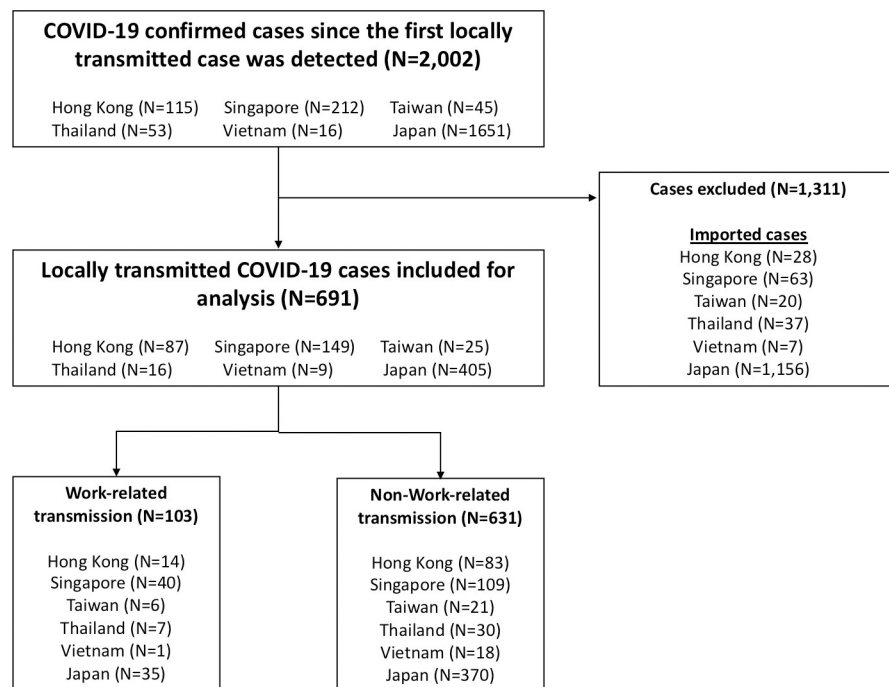 COVID-19 confirmed cases since the first locally
transmitted case was detected (N=2,002)
Hong Kong (N=115) Singapore (N=212) Taiwan (N=45)
Thailand (N=53) Vietnam (N=16) Japan (N=1651)
Cases excluded (N=1,311)
Imported cases
Hong Kong (N=28)
Singapore (N=63)
Taiwan (N=20)
Thailand (N=37)
Vietnam (N=7)
Japan (N=1,156)
Locally transmitted COVID-19 cases included for
analysis (N=691)
Hong Kong (N=87) Singapore (N=149) Taiwan (N=25)
Thailand (N=16) Vietnam (N=9) Japan (N=405)
Work-related
transmission (N=103)
Hong Kong (N=14)
Singapore (N=40)
Taiwan (N=6)
Thailand (N=7)
Vietnam (N=1)
Japan (N=35)
Non-Work-related
transmission (N=631)
Hong Kong (N=83)
Singapore (N=109)
Taiwan (N=21)
Thailand (N=30)
Vietnam (N=18)
Japan (N=370)